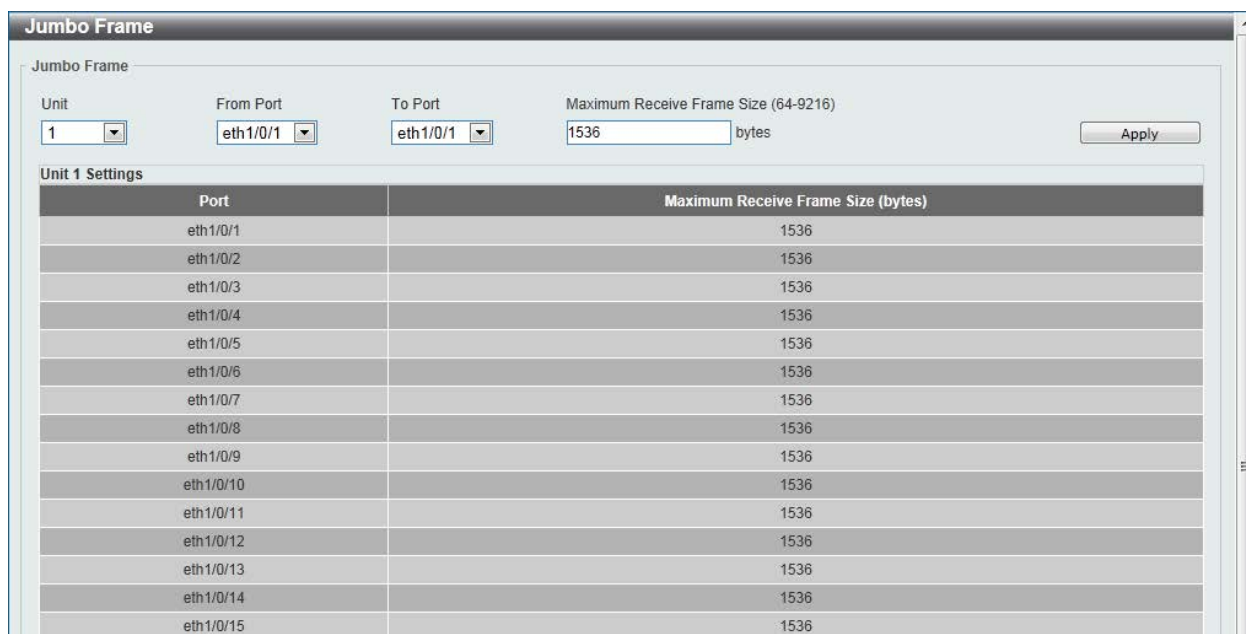 Jumbo Frame
Jumbo Frame
Unit From Port To Port Maximum Receive Frame Size (64-9216)
1 eth1/0/1 eth1/0/1 1536 bytes Apply
Unit 1 Settings
Port Maximum Receive Frame Size (bytes)
eth1/0/1 1536
eth1/0/2 1536
eth1/0/3 1536
eth1/0/4 1536
eth1/0/5 1536
eth1/0/6 1536
eth1/0/7 1536
eth1/0/8 1536
eth1/0/9 1536
eth1/0/10 1536
eth1/0/11 1536
eth1/0/12 1536
eth1/0/13 1536
eth1/0/14 1536
eth1/0/15 1536